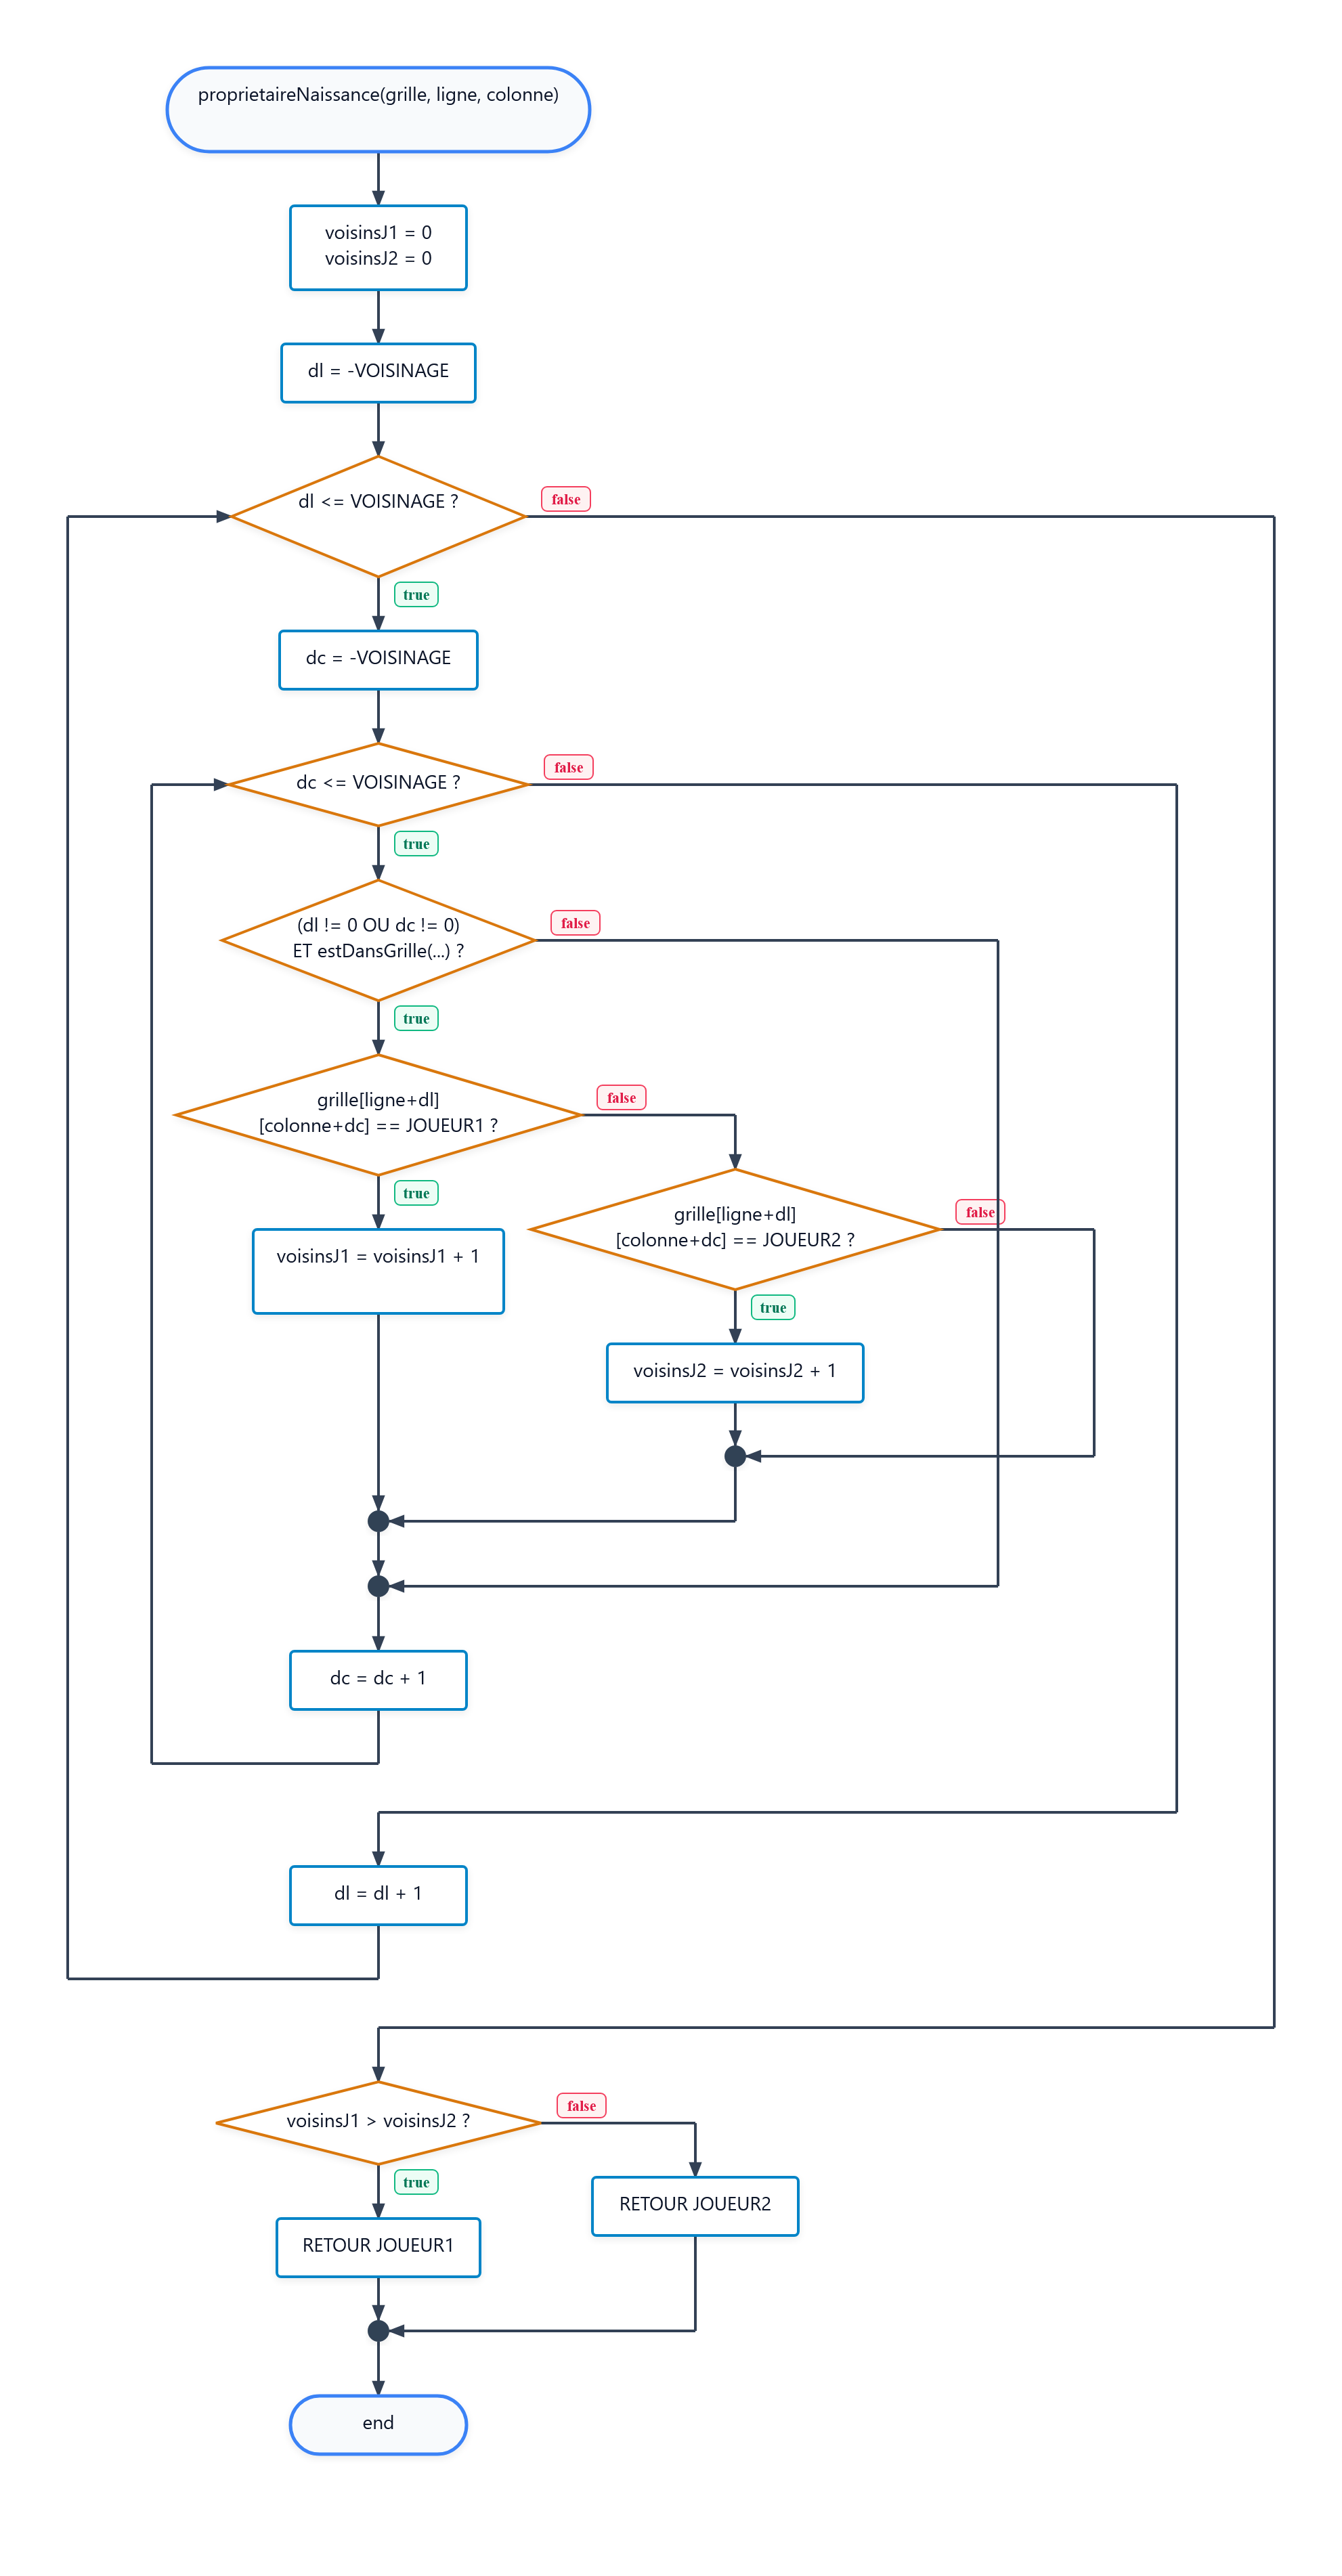 proprietaireNaissance(grille, ligne, colonne)
voisinsJ1 = 0
voisinsJ2 = 0
dl = -VOISINAGE
dl <= VOISINAGE ?
false
true
dc = -VOISINAGE
dc <= VOISINAGE ?
false
true
(dl != 0 OU dc != 0)
ET estDansGrille(...) ?
false
true
grille[ligne+dl]
[colonne+dc] == JOUEUR1 ?
false
true
voisinsJ1 = voisinsJ1 + 1
grille[ligne+dl]
[colonne+dc] == JOUEUR2 ?
false
true
voisinsJ2 = voisinsJ2 + 1
dc = dc + 1
dl = dl + 1
voisinsJ1 > voisinsJ2 ?
false
true
RETOUR JOUEUR2
RETOUR JOUEUR1
end